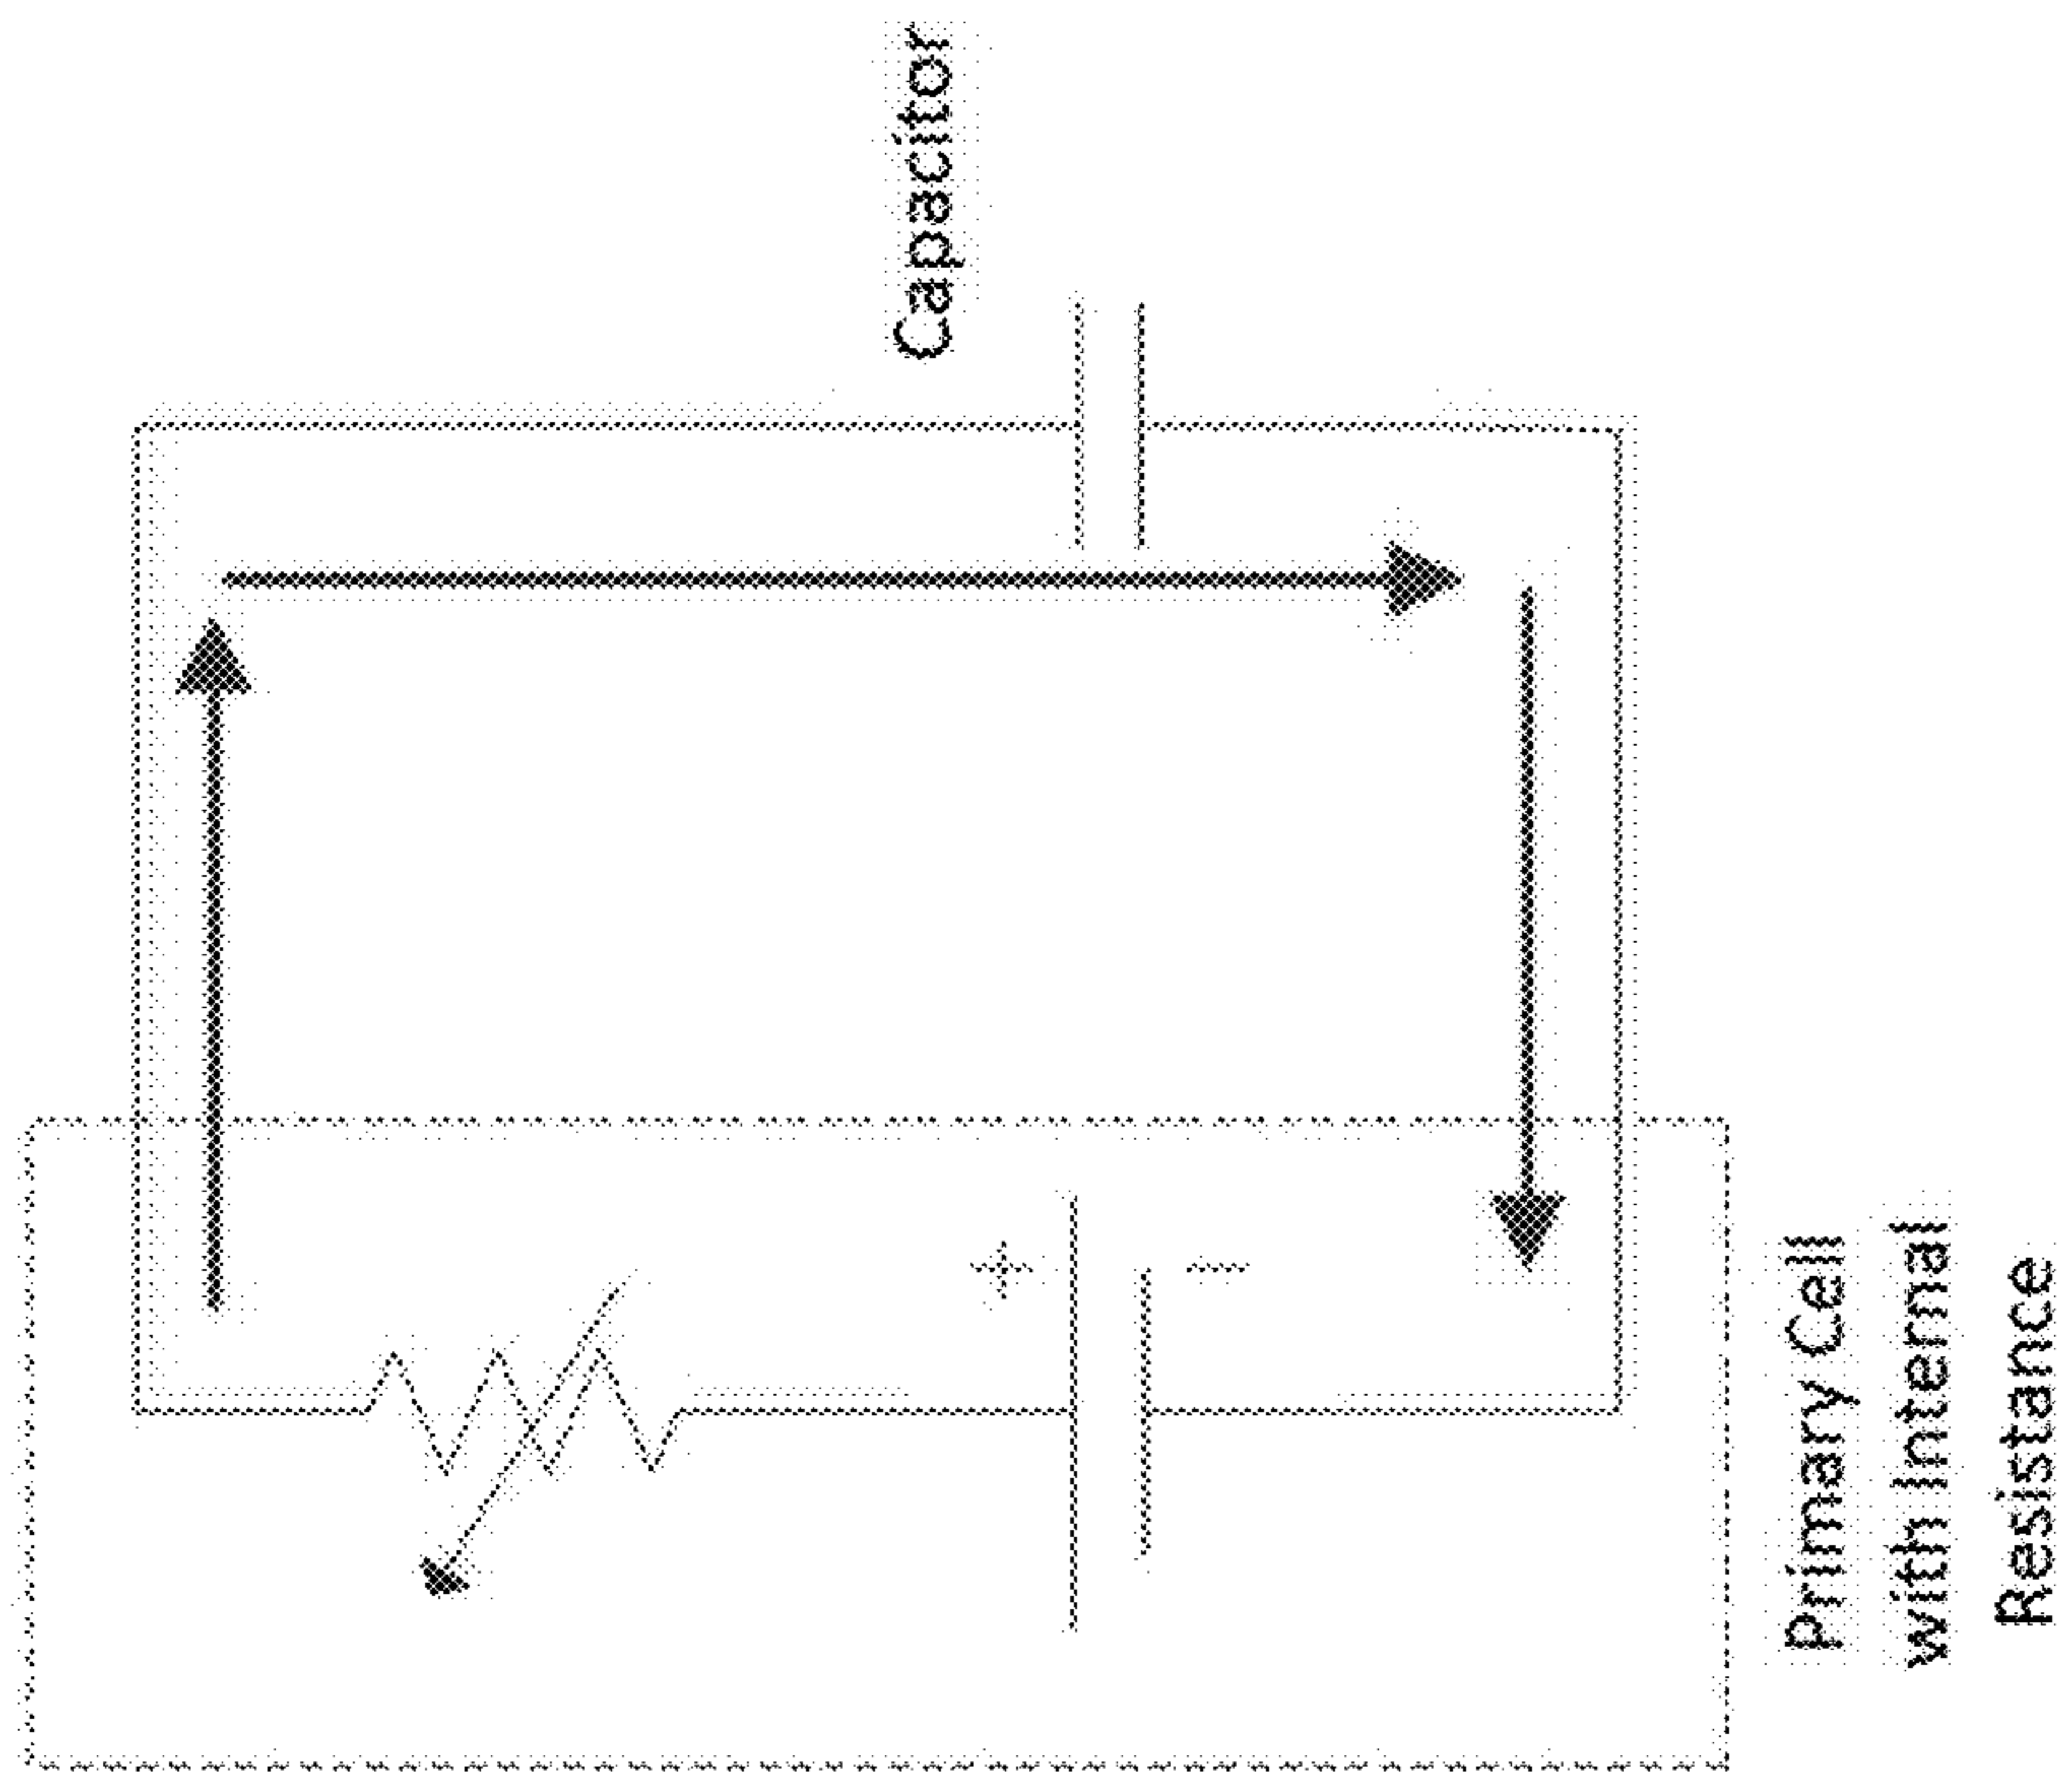 Capacitor
+
-
Primary Cell
with Internal
Resistance